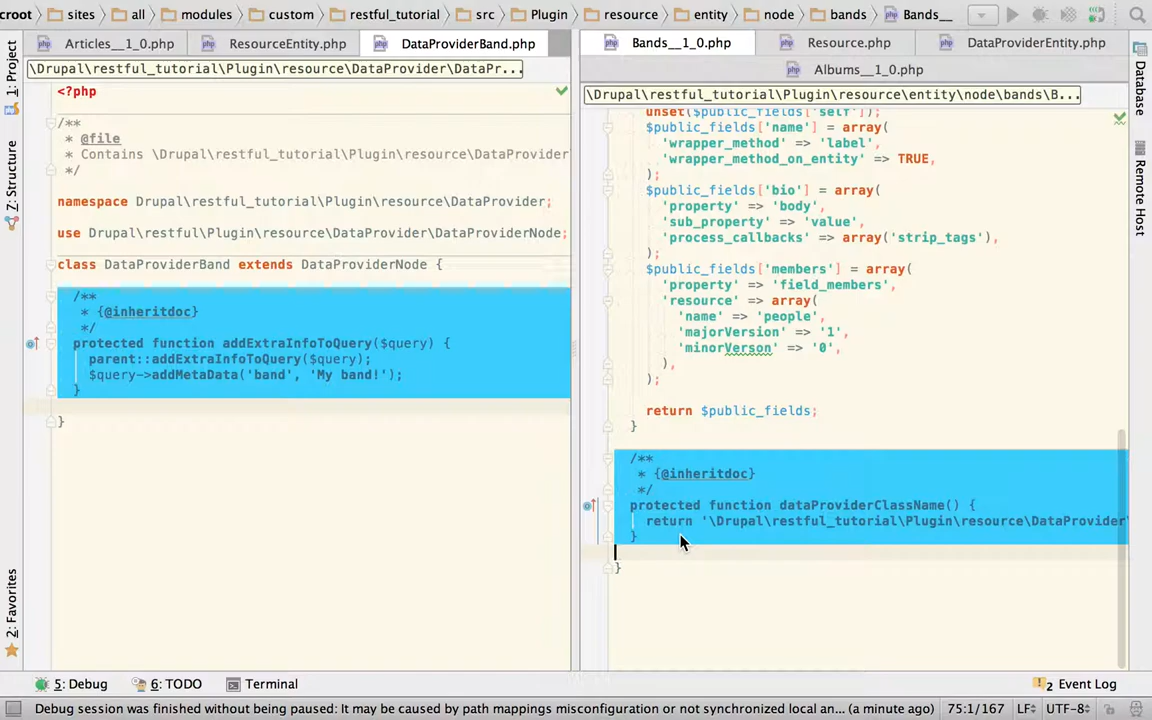 croot sites all modules custom restful_tutorial src Plugin resource entity node bands Bands__
Articles__1_0.php ResourceEntity.php DataProviderBand.php
Bands__1_0.php Resource.php DataProviderEntity.php
Albums__1_0.php
1: Project
Z: Structure
2: Favorites
\Drupal\restful_tutorial\Plugin\resource\DataProvider\DataPr...
<?php
/**
* @file
* Contains \Drupal\restful_tutorial\Plugin\resource\DataProvider
*/
namespace Drupal\restful_tutorial\Plugin\resource\DataProvider;
use Drupal\restful\Plugin\resource\DataProvider\DataProviderNode;
class DataProviderBand extends DataProviderNode {
/**
* {@inheritdoc}
*/
protected function addExtraInfoToQuery($query) {
parent::addExtraInfoToQuery($query);
$query->addMetaData('band', 'My band!');
}
}
\Drupal\restful_tutorial\Plugin\resource\entity\node\bands\B...
unset($public_fields['self']);
$public_fields['name'] = array(
'wrapper_method' => 'label',
'wrapper_method_on_entity' => TRUE,
);
$public_fields['bio'] = array(
'property' => 'body',
'sub_property' => 'value',
'process_callbacks' => array('strip_tags'),
);
$public_fields['members'] = array(
'property' => 'field_members',
'resource' => array(
'name' => 'people',
'majorVersion' => '1',
'minorVerson' => '0',
),
);
return $public_fields;
}
/**
* {@inheritdoc}
*/
protected function dataProviderClassName() {
return '\Drupal\restful_tutorial\Plugin\resource\DataProvider\
}
}
Database
Remote Host
5: Debug 6: TODO Terminal 2 Event Log
Debug session was finished without being paused: It may be caused by path mappings misconfiguration or not synchronized local an... (a minute ago) 75:1/167 LF÷ UTF-8÷